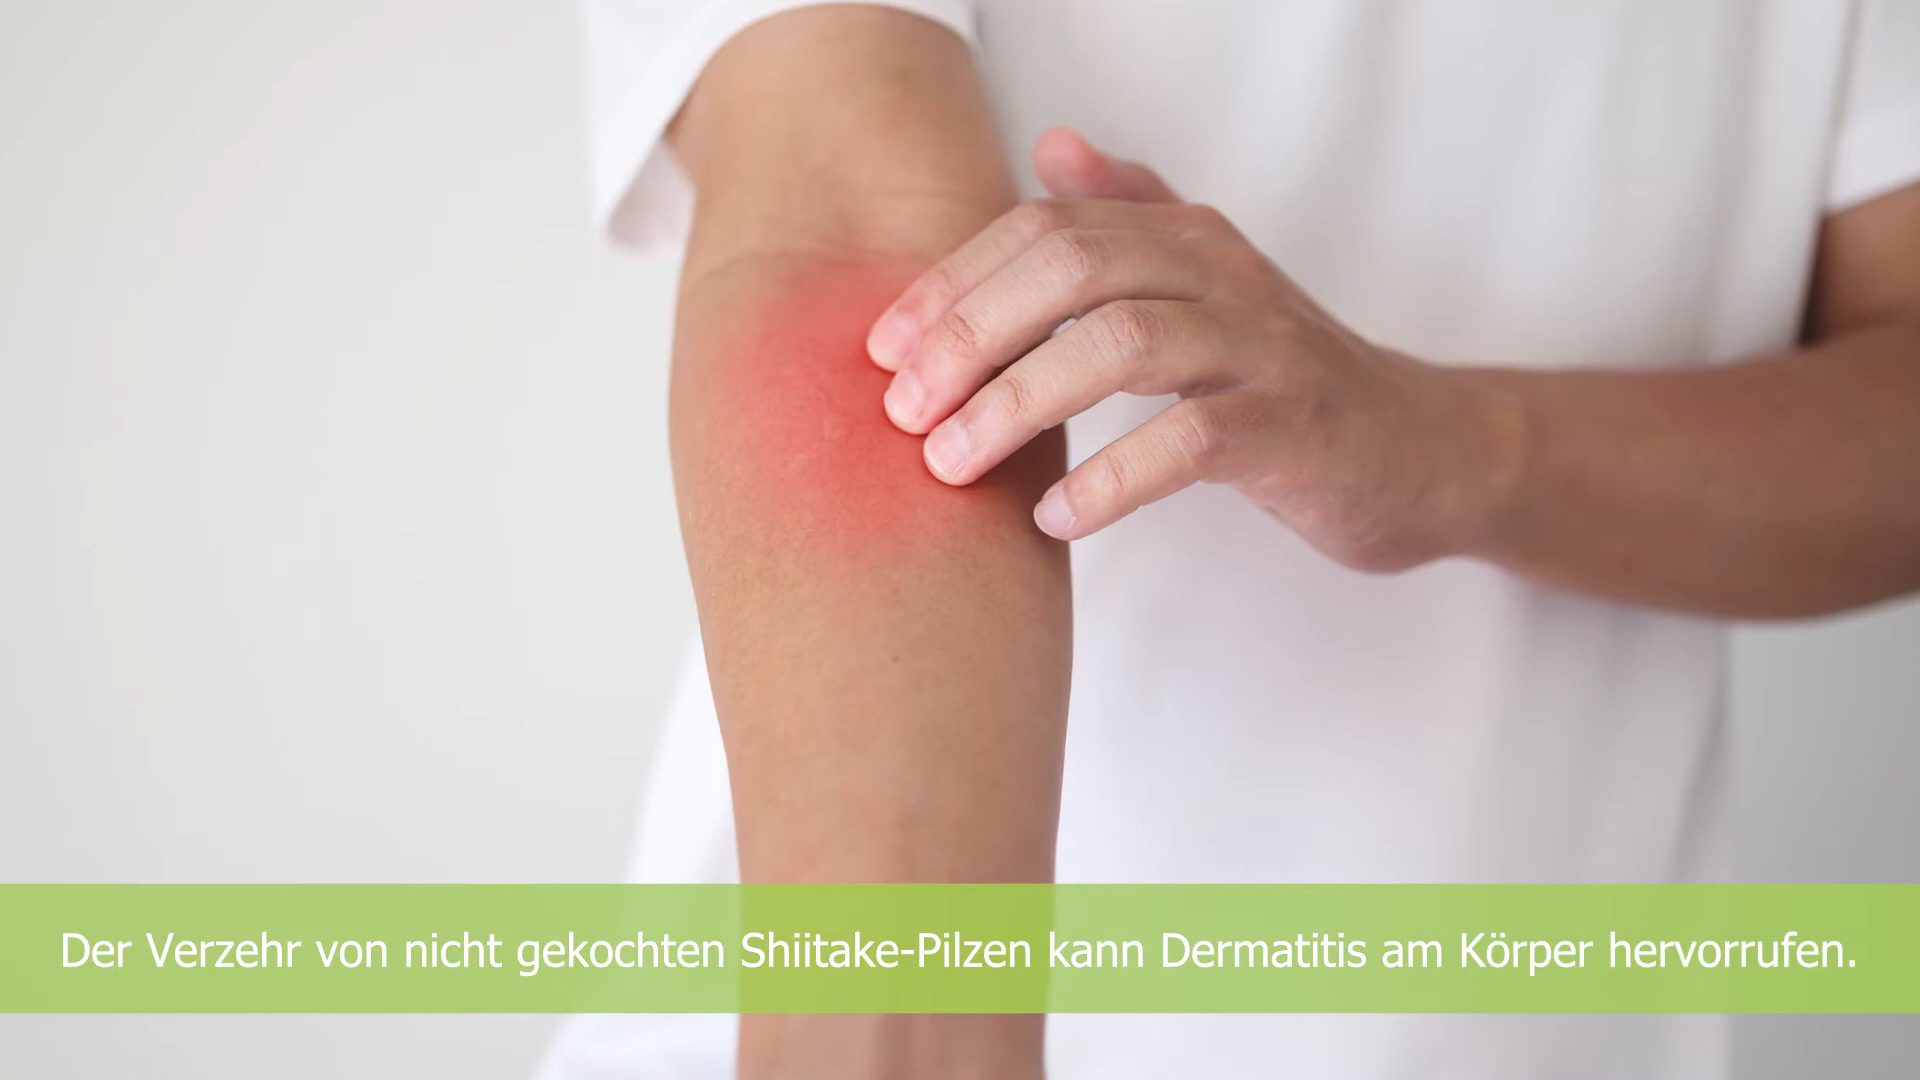 Der Verzehr von nicht gekochten Shiitake-Pilzen kann Dermatitis am Körper hervorrufen.